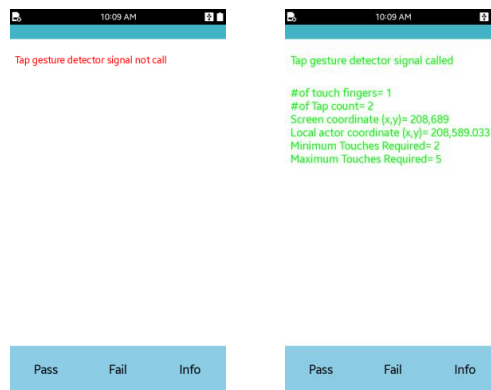 10:09 AM
Tap gesture detector signal not call
Pass Fail Info
10:09 AM
Tap gesture detector signal called
#of touch fingers= 1
#of Tap count= 2
Screen coordinate (x,y)= 208,689
Local actor coordinate (x,y)= 208,589.033
Minimum Touches Required= 2
Maximum Touches Required= 5
Pass Fail Info